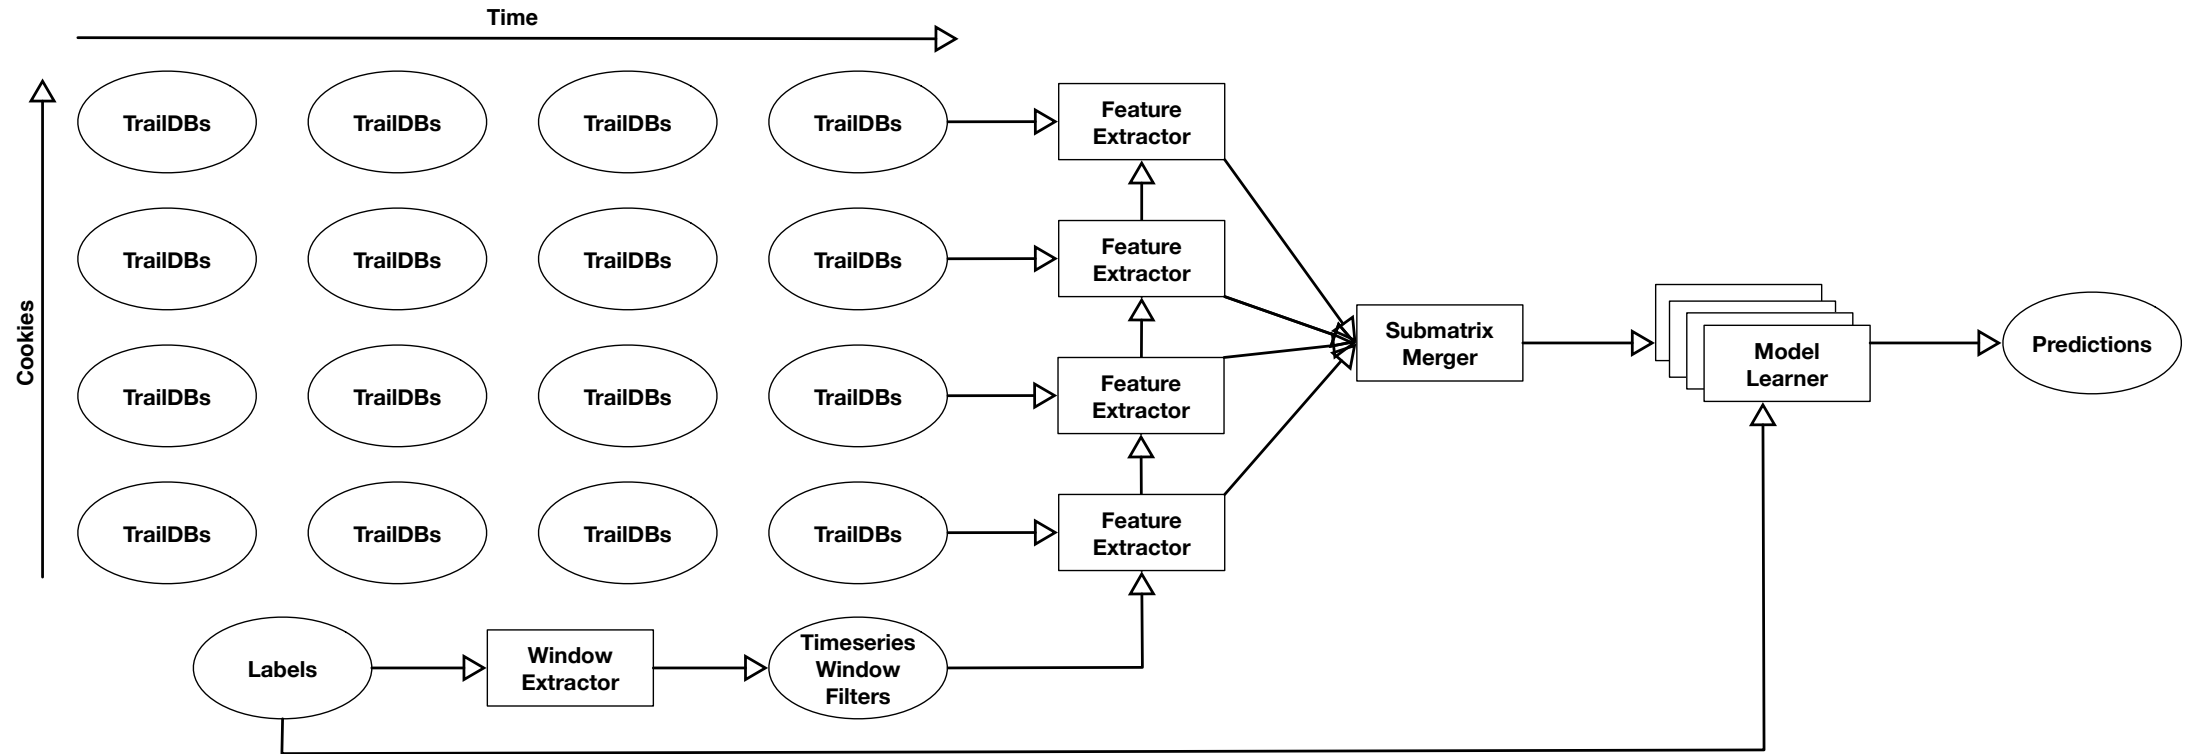 Time
Cookies
TrailDBs
TrailDBs
TrailDBs
TrailDBs
Feature
Extractor
TrailDBs
TrailDBs
TrailDBs
TrailDBs
Feature
Extractor
Submatrix
Merger
Model
Learner
Predictions
TrailDBs
TrailDBs
TrailDBs
TrailDBs
Feature
Extractor
TrailDBs
TrailDBs
TrailDBs
TrailDBs
Feature
Extractor
Labels
Window
Extractor
Timeseries
Window
Filters